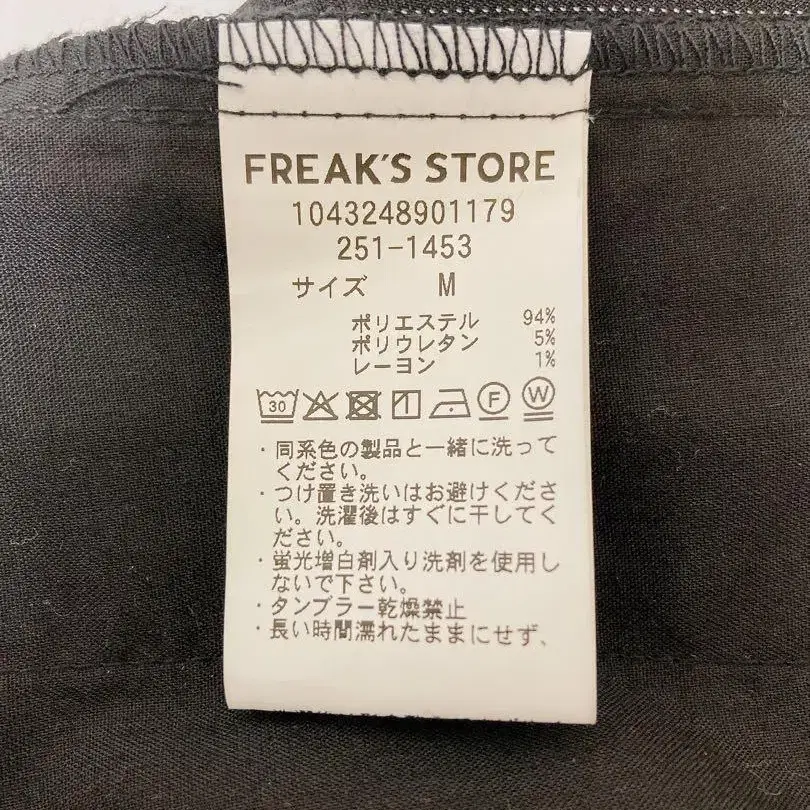 FREAK'S STORE
1043248901179
251-1453
サイズ M
ポリエステル 94%
ポリウレタン 5%
レーヨン 1%
30 F W
・同系色の製品と一緒に洗って
ください。
・つけ置き洗いはお避けくださ
い。洗濯後はすぐに干してく
ださい。
・蛍光増白剤入り洗剤を使用し
ないで下さい。
・タンブラー乾燥禁止
・長い時間濡れたままにせず、